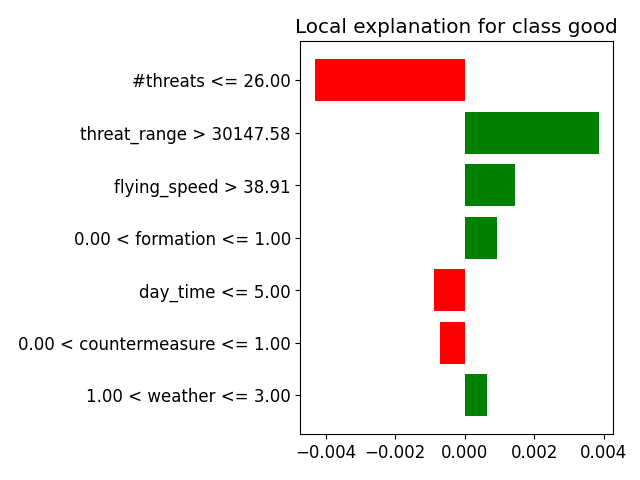 Local explanation for class good
#threats <= 26.00
threat_range > 30147.58
flying_speed > 38.91
0.00 < formation <= 1.00
day_time <= 5.00
0.00 < countermeasure <= 1.00
1.00 < weather <= 3.00
−0.004 −0.002 0.000 0.002 0.004